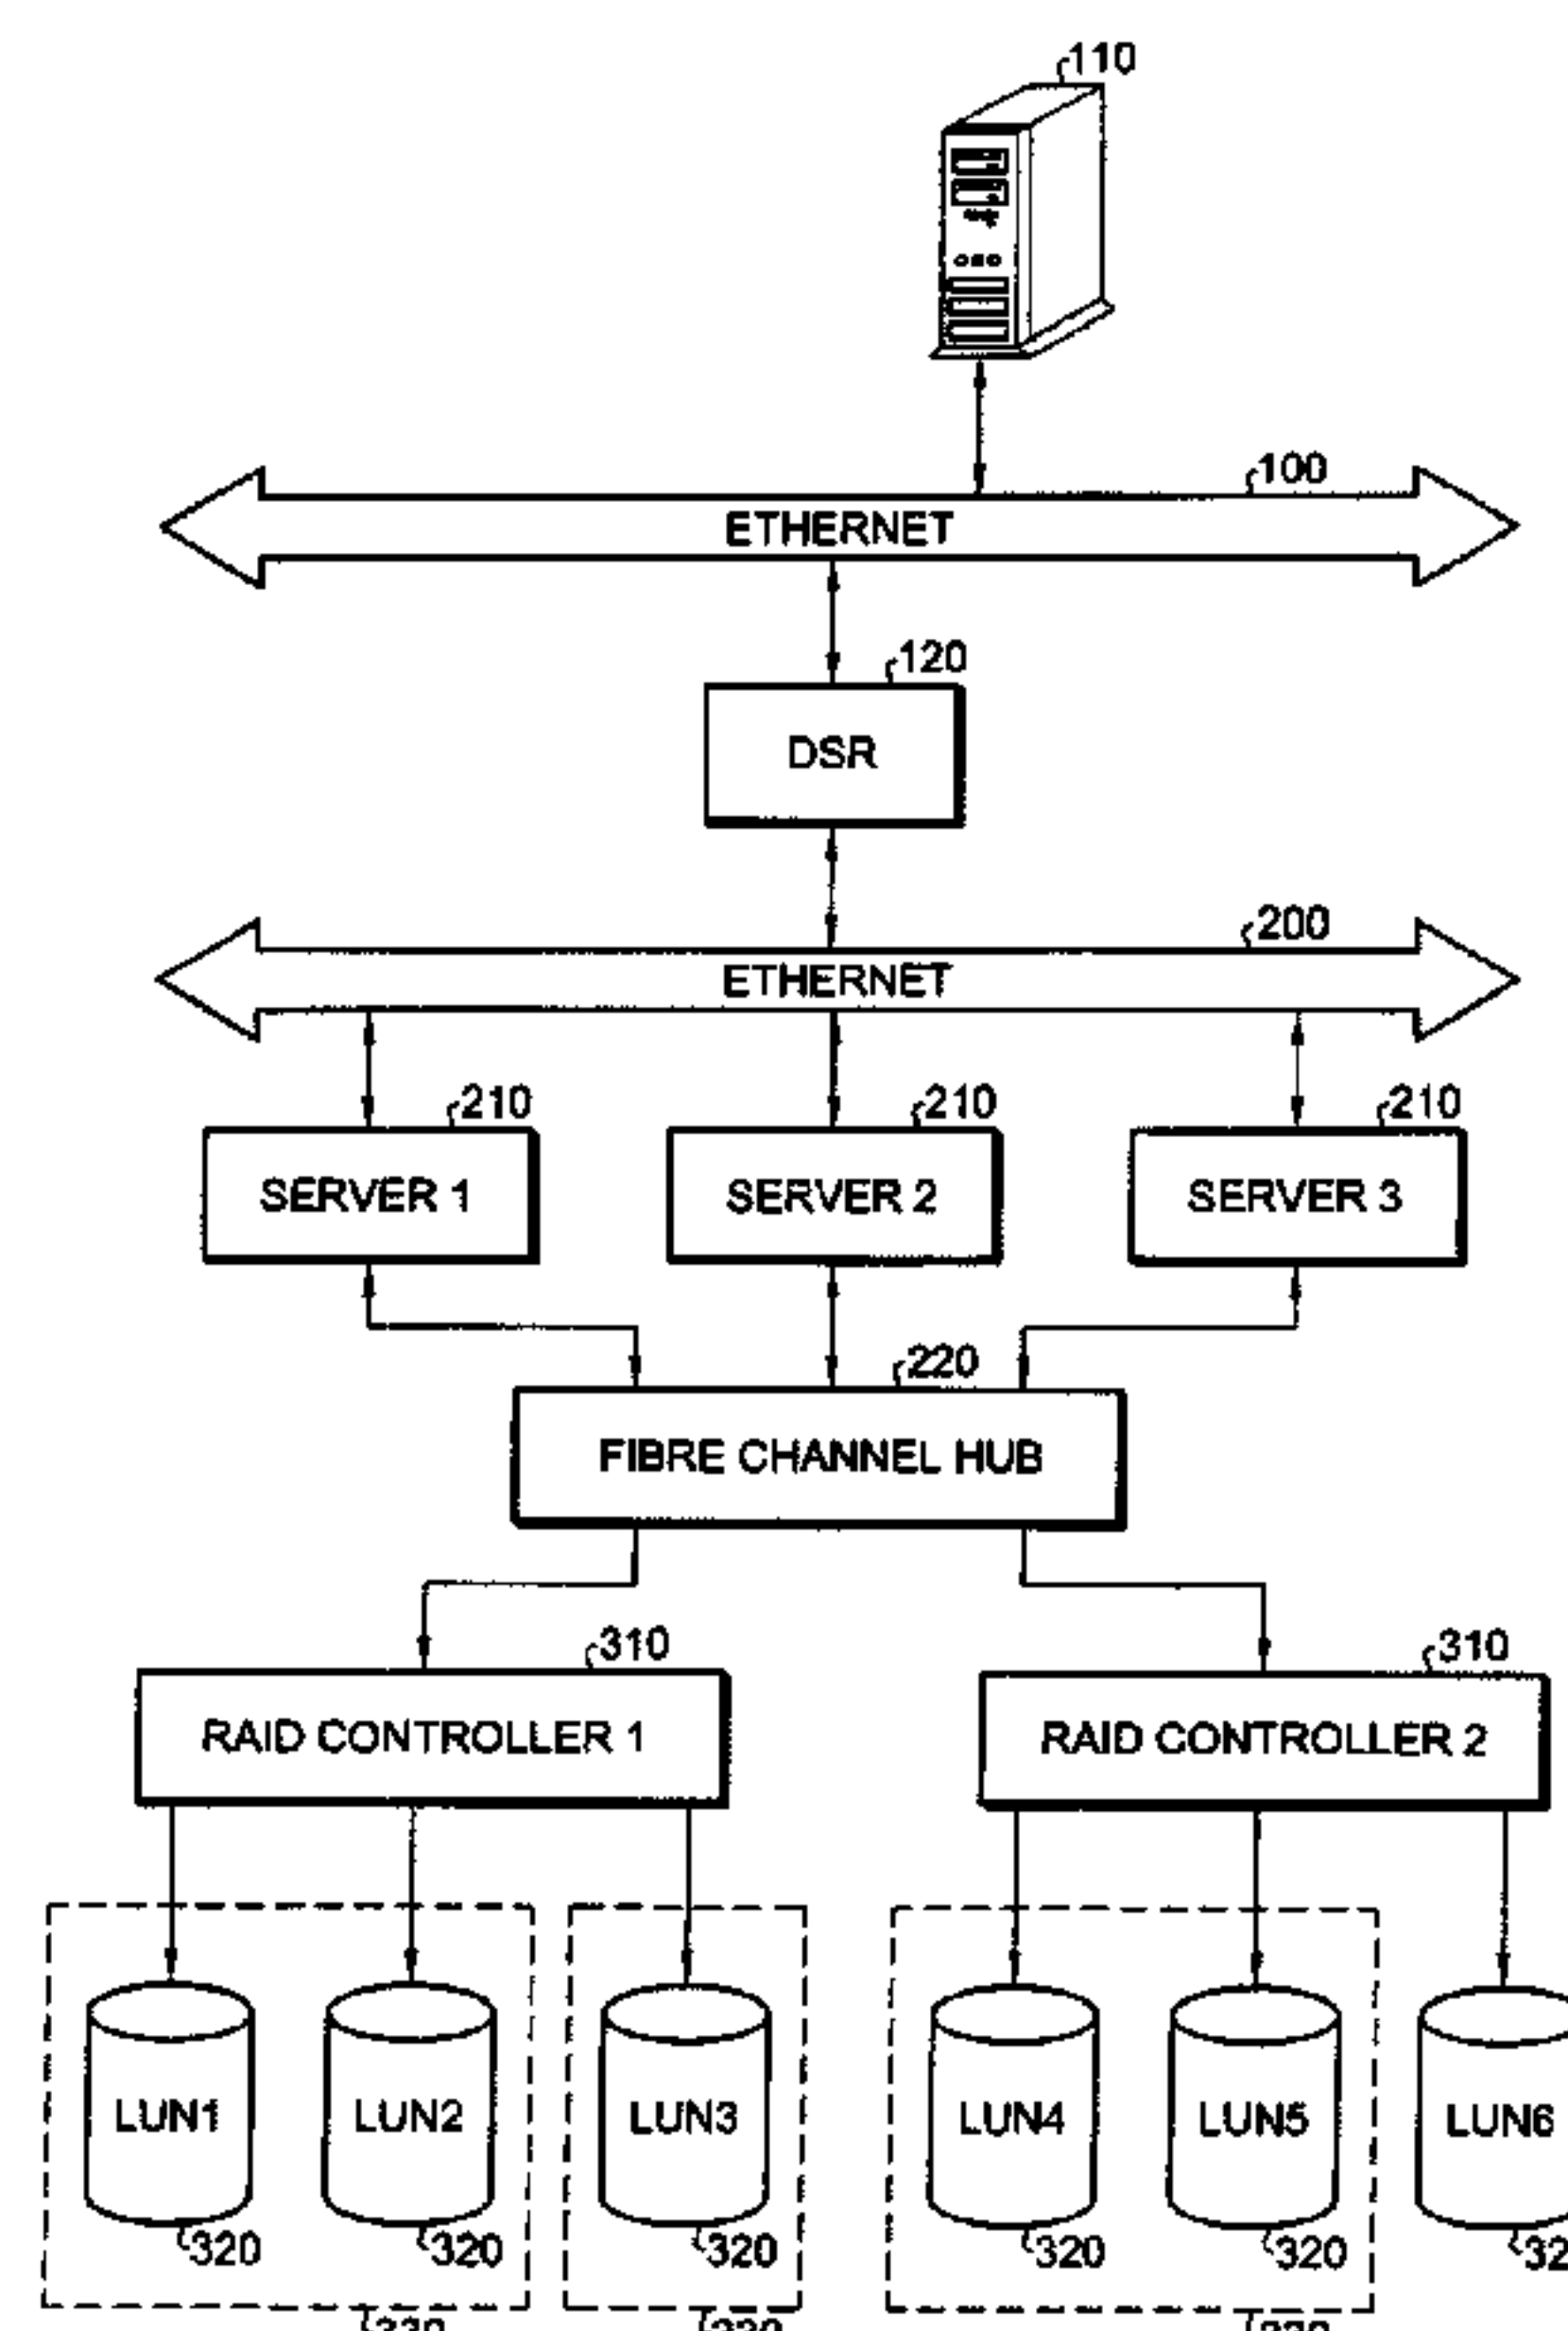 110
100
ETHERNET
120
DSR
200
ETHERNET
210 210 210
SERVER 1 SERVER 2 SERVER 3
220
FIBRE CHANNEL HUB
310 310
RAID CONTROLLER 1 RAID CONTROLLER 2
LUN1 LUN2 LUN3 LUN4 LUN5 LUN6
320 320 320 320 320